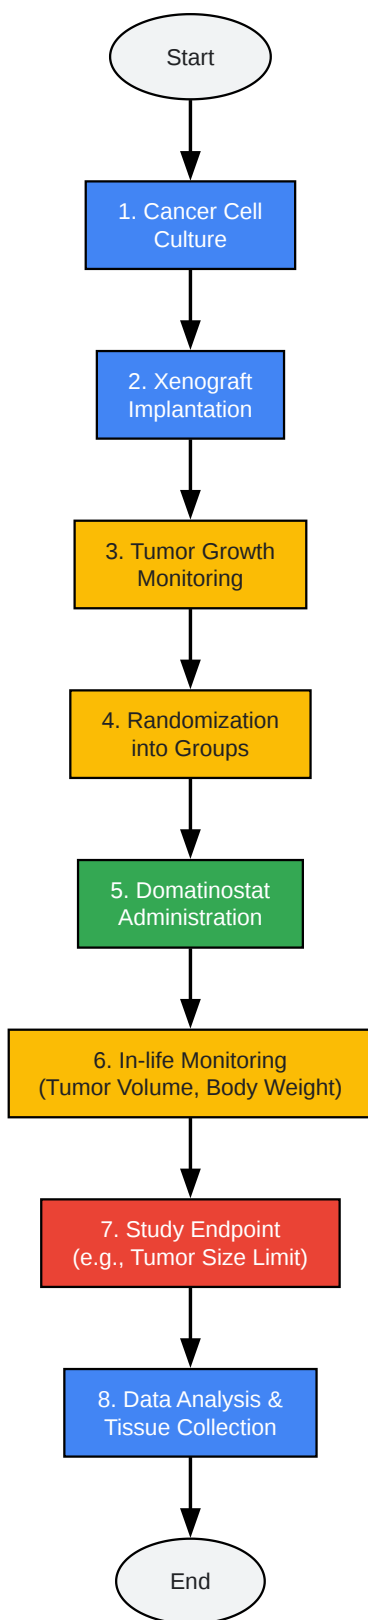 Start
1. Cancer Cell
Culture
2. Xenograft
Implantation
3. Tumor Growth
Monitoring
4. Randomization
into Groups
5. Domatinostat
Administration
6. In-life Monitoring
(Tumor Volume, Body Weight)
7. Study Endpoint
(e.g., Tumor Size Limit)
8. Data Analysis &
Tissue Collection
End